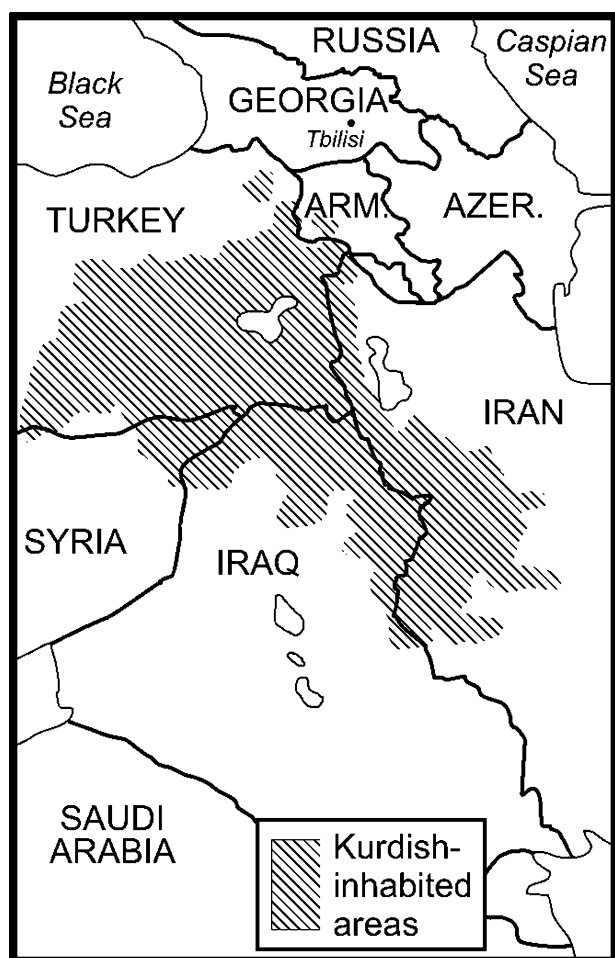 RUSSIA
Caspian
Sea
Black
Sea
GEORGIA
Tbilisi
TURKEY
ARM.
AZER.
IRAN
SYRIA
IRAQ
SAUDI
ARABIA
Kurdish-
inhabited
areas